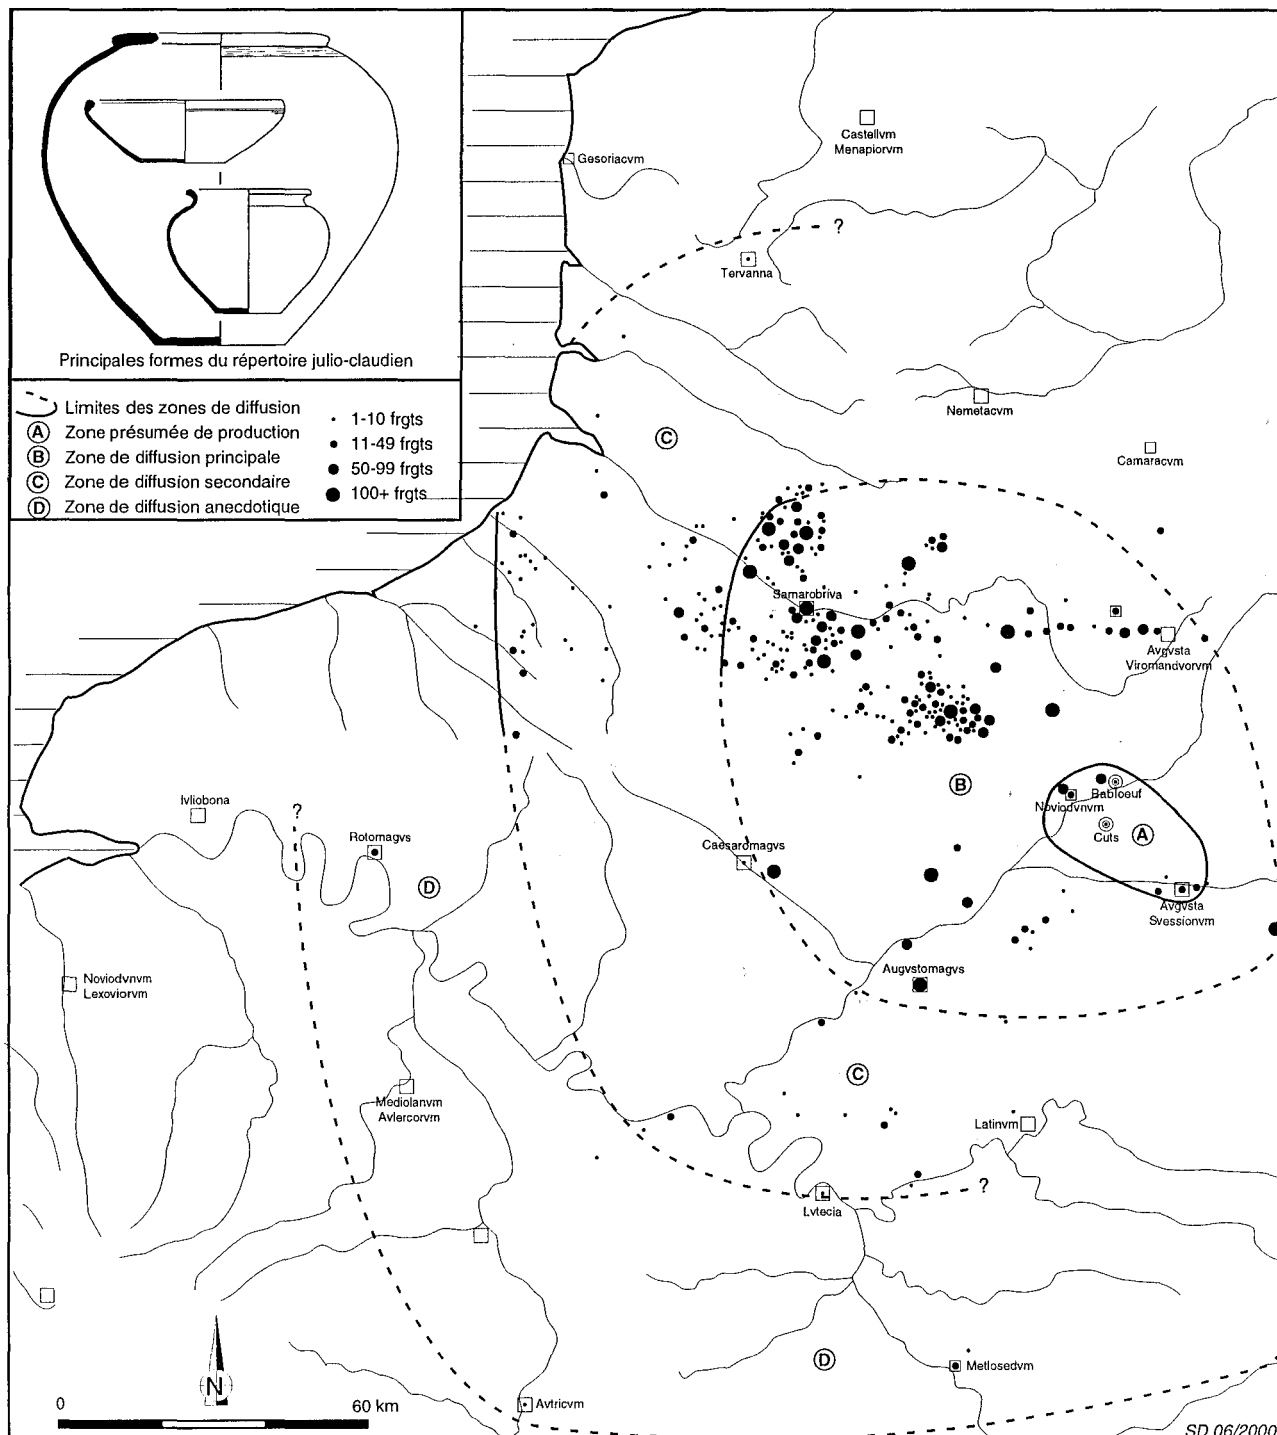 Principales formes du répertoire julio-claudien
Limites des zones de diffusion
A Zone présumée de production
B Zone de diffusion principale
C Zone de diffusion secondaire
D Zone de diffusion anecdotique
1-10 frgts
11-49 frgts
50-99 frgts
100+ frgts
Castellvm
Menapiorvm
Gesoriacvm
?
Tervanna
Nemetacvm
C
Camaracvm
Samarobriva
Avgvsta
Viromandvorvm
B
Babloeuf
Noviodvnvm
Cuts
A
Ivliobona
?
Rotomagvs
Caesaromagvs
D
Avgvsta
Svessionvm
Augvstomagvs
Noviodvnvm
Lexoviorvm
C
Mediolanvm
Avlercorvm
Latinvm
?
Lvtecia
D
Metlosedvm
N
0 60 km
Avtricvm
SD 06/2000